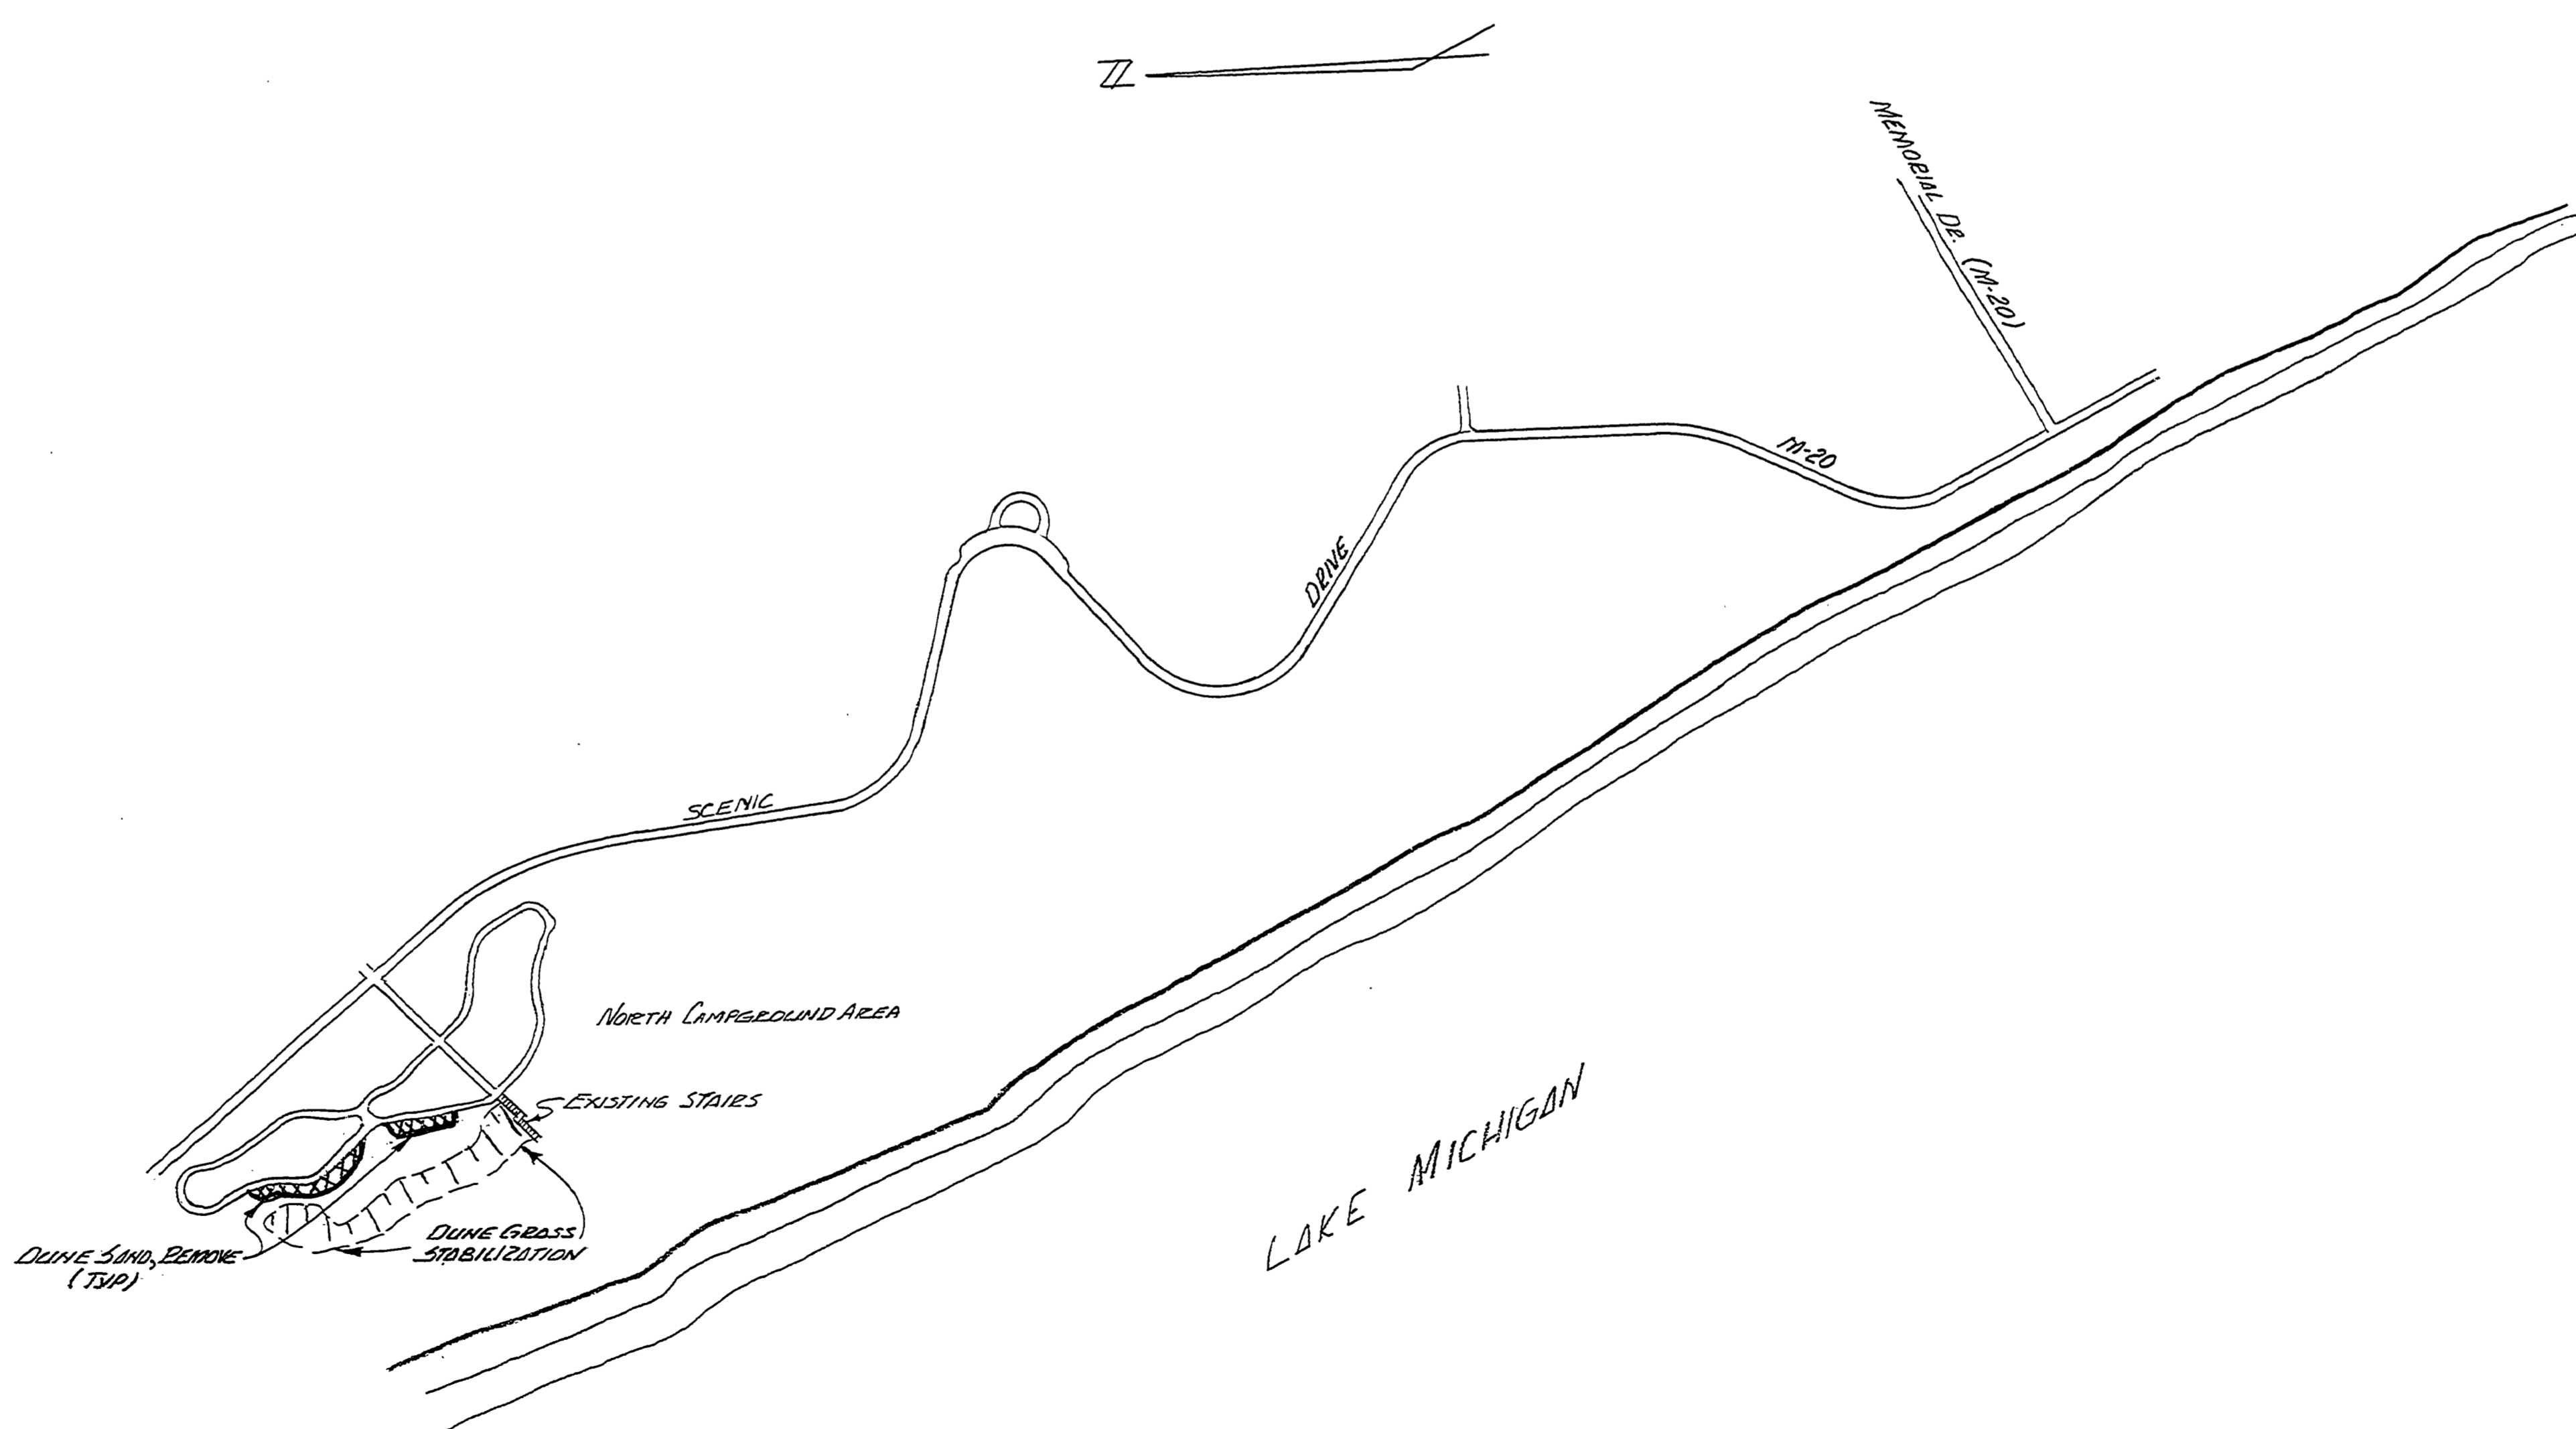 N
MEMORIAL DR. (M-20)
M-20
DRIVE
SCENIC
NORTH CAMPGROUND AREA
EXISTING STAIRS
DUNE GRASS
STABILIZATION
DUNE SAND, REMOVE
(TYP)
LAKE MICHIGAN